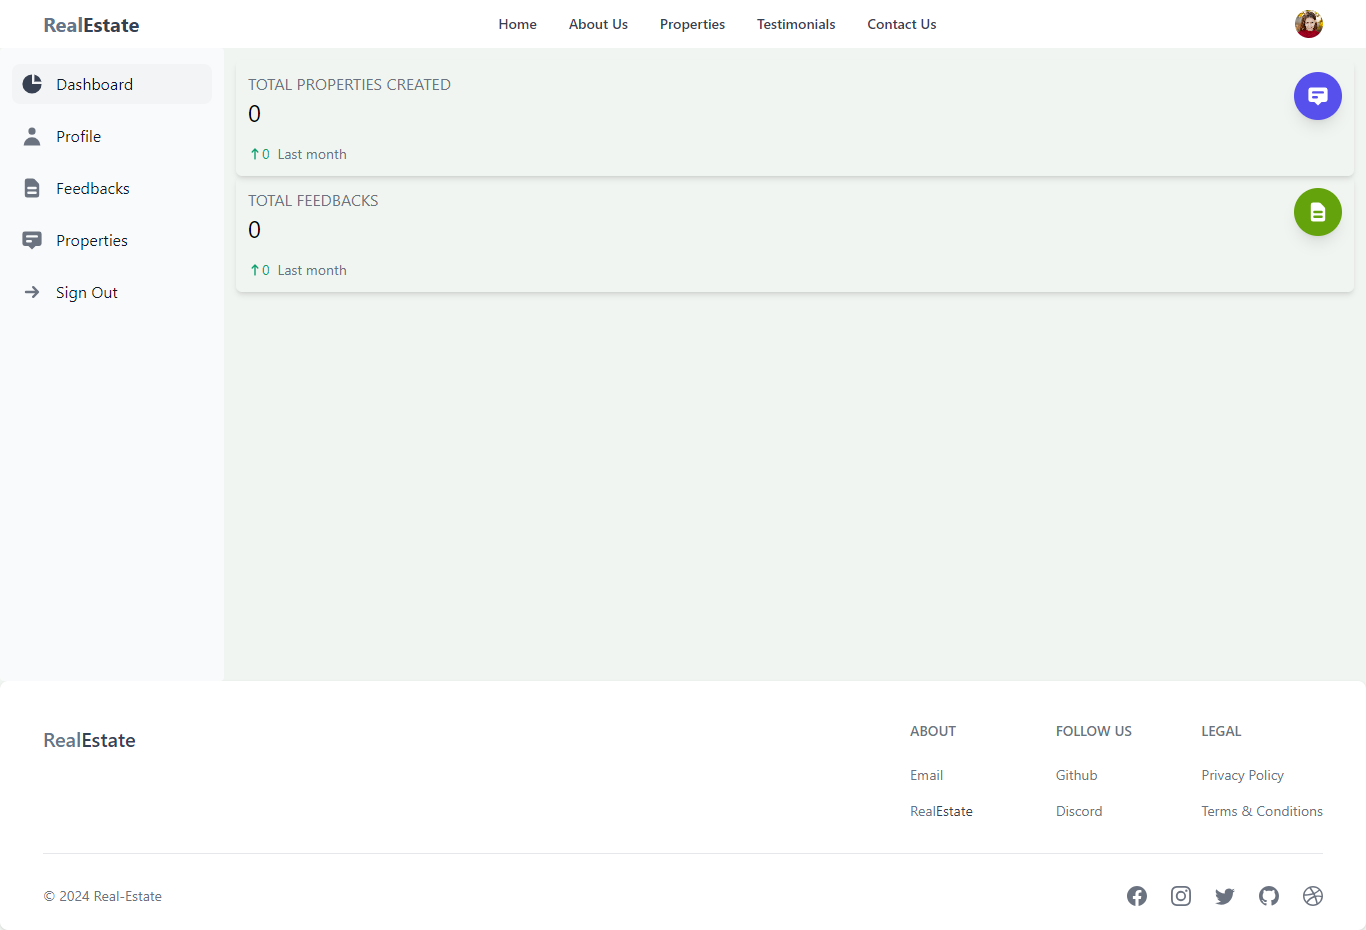 RealEstate
Home About Us Properties Testimonials Contact Us
Dashboard
Profile
Feedbacks
Properties
Sign Out
TOTAL PROPERTIES CREATED
0
0 Last month
TOTAL FEEDBACKS
0
0 Last month
RealEstate
ABOUT
Email
RealEstate
FOLLOW US
Github
Discord
LEGAL
Privacy Policy
Terms & Conditions
© 2024 Real-Estate